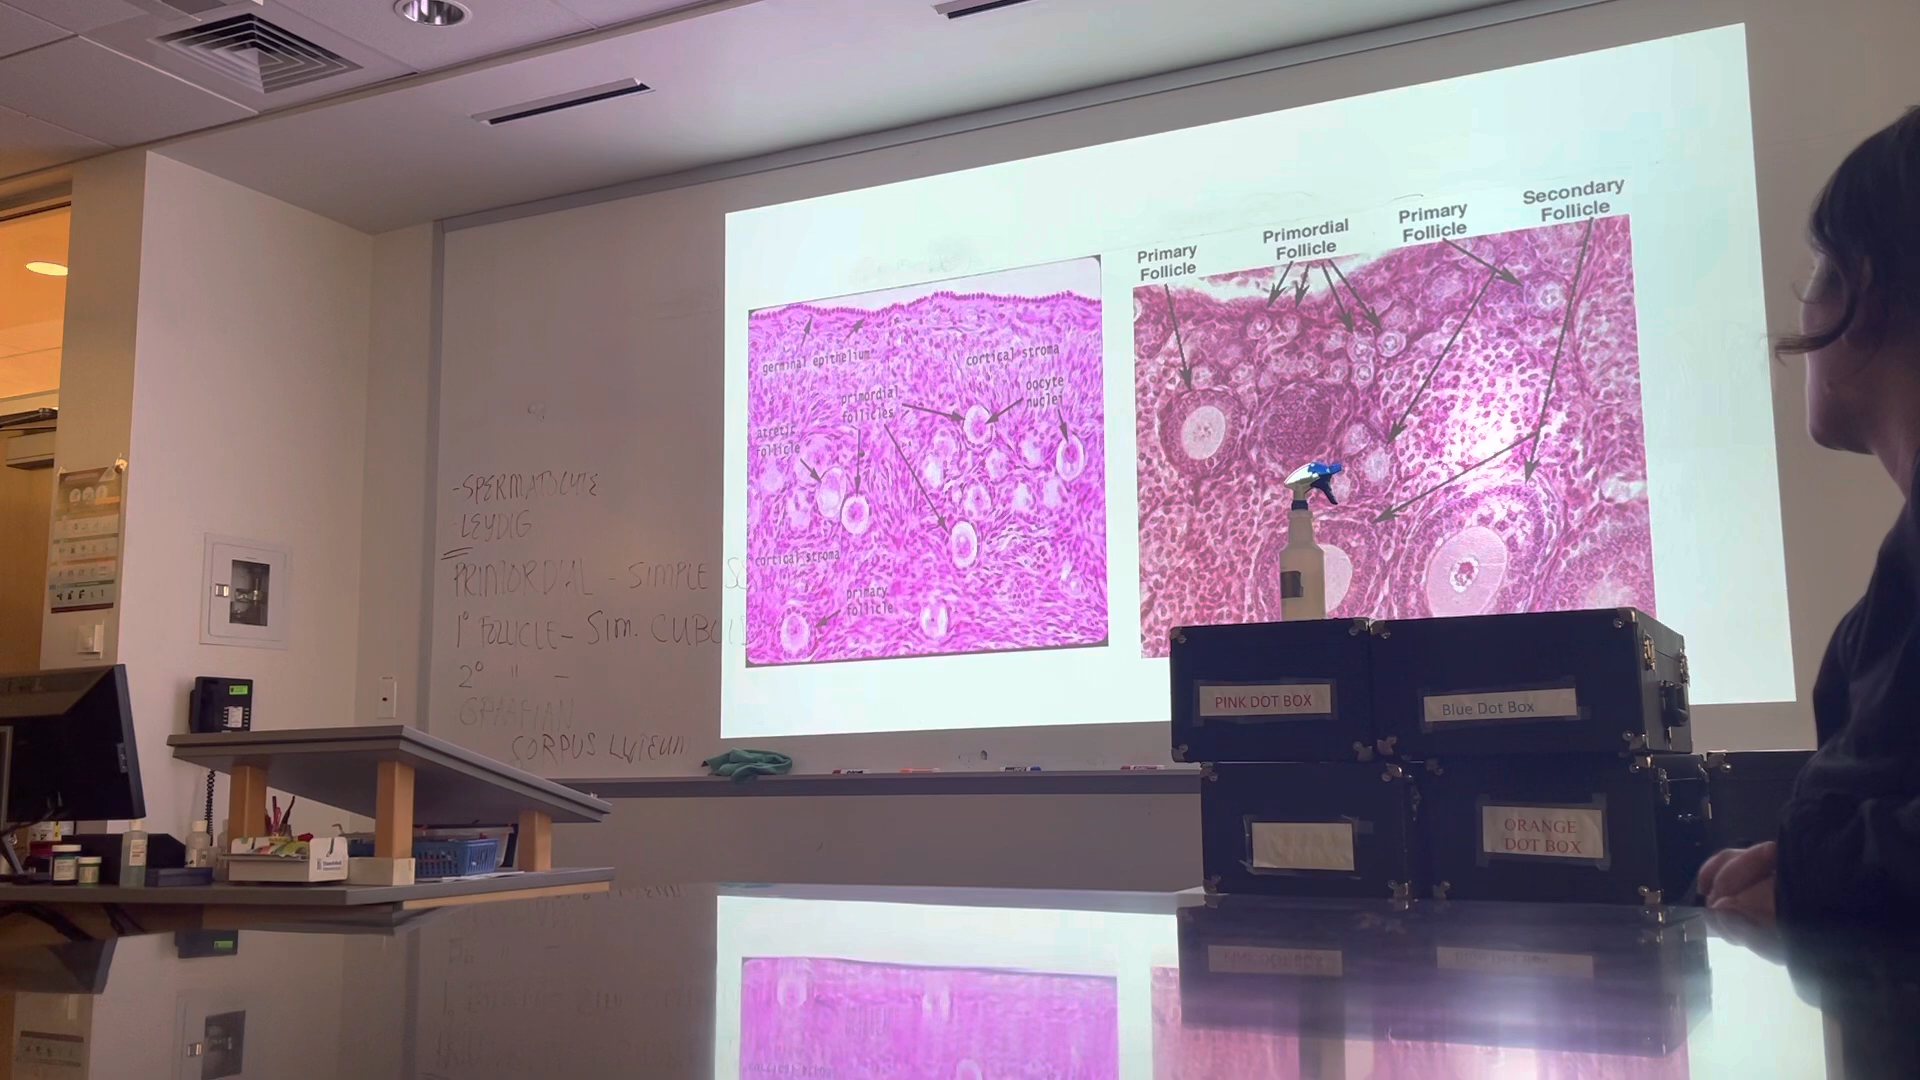 -SPERMATOCYTE
-LEYDIG
PRIMORDIAL - SIMPLE
1° FOLLICLE - SIM. CUBOID
2° " -
GRAFIAN
CORPUS LUTEUM
germinal epithelium
cortical stroma
primordial
follicles
oocyte
nuclei
atretic
follicle
cortical stroma
primary
follicle
Primary
Follicle
Primordial
Follicle
Primary
Follicle
Secondary
Follicle
PINK DOT BOX
Blue Dot Box
ORANGE
DOT BOX